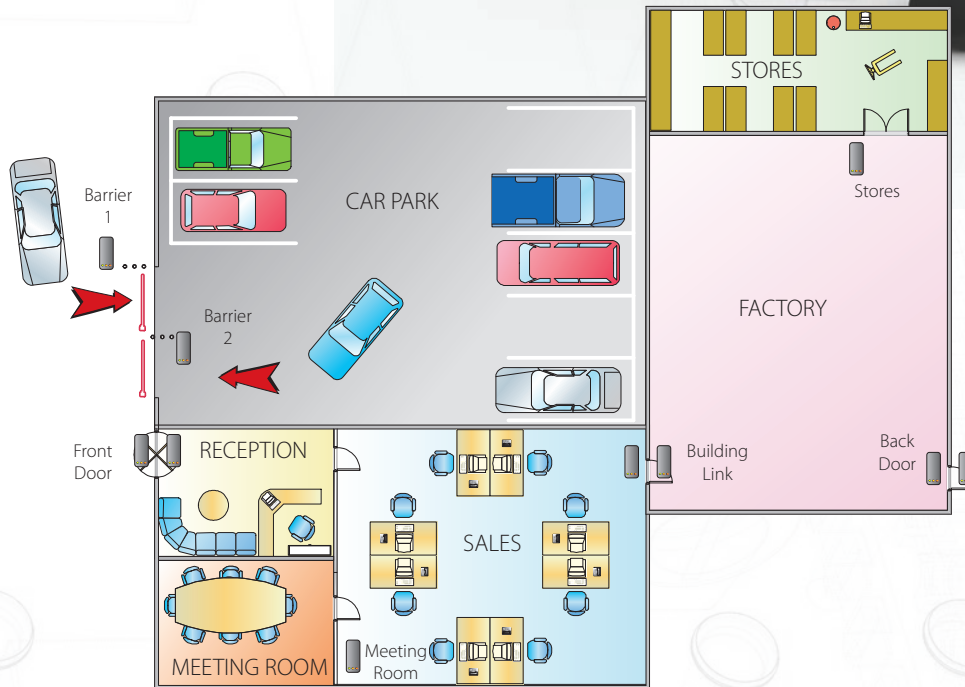 STORES
Barrier
1
CAR PARK
Stores
Barrier
2
FACTORY
Front
Door
RECEPTION
Building
Link
Back
Door
SALES
Meeting
Room
MEETING ROOM